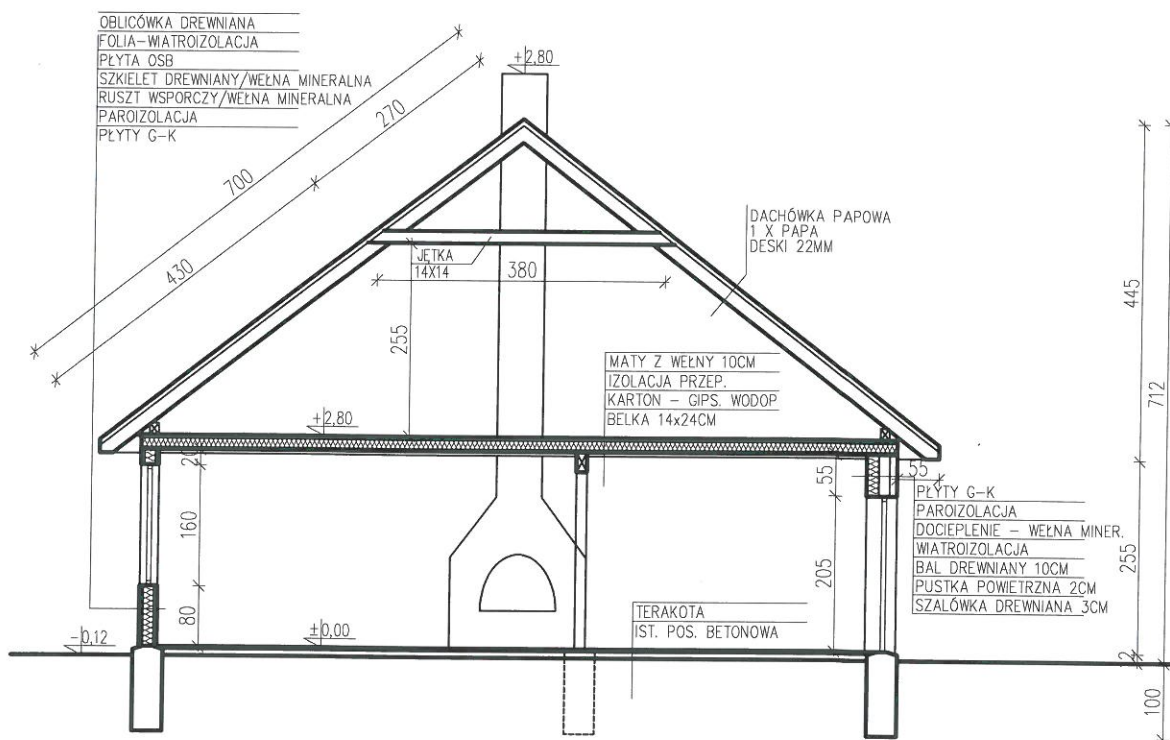 OBLICÓWKA DREWNIANA
FOLIA-WIATROIZOLACJA
PŁYTA OSB
SZKIELET DREWNIANY/WEŁNA MINERALNA
RUSZT WSPORCZY/WEŁNA MINERALNA
PAROIZOLACJA
PŁYTY G-K
+2,80
270
700
430
DACHÓWKA PAPOWA
1 X PAPA
DESKI 22MM
JĘTKA
14X14
380
255
445
712
MATY Z WEŁNY 10CM
IZOLACJA PRZEP.
KARTON - GIPS. WODOP
BELKA 14x24CM
+2,80
20
160
80
55
205
55
PŁYTY G-K
PAROIZOLACJA
DOCIEPLENIE - WEŁNA MINER.
WIATROIZOLACJA
BAL DREWNIANY 10CM
PUSTKA POWIETRZNA 2CM
SZALÓWKA DREWNIANA 3CM
255
TERAKOTA
IST. POS. BETONOWA
-0,12
±0,00
100